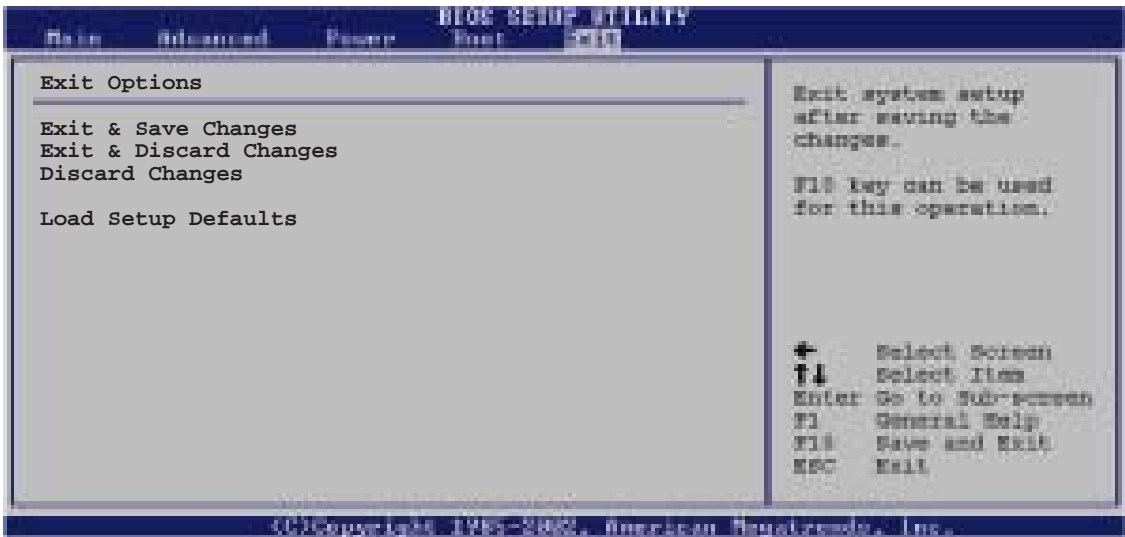 BIOS SETUP UTILITY
Main Advanced Power Boot Exit
Exit Options
Exit & Save Changes
Exit & Discard Changes
Discard Changes
Load Setup Defaults
Exit system setup
after saving the
changes.
F10 key can be used
for this operation.
← Select Screen
↑↓ Select Item
Enter Go to Sub-screen
F1 General Help
F10 Save and Exit
ESC Exit
(C)Copyright 1985-2002, American Megatrends, Inc.